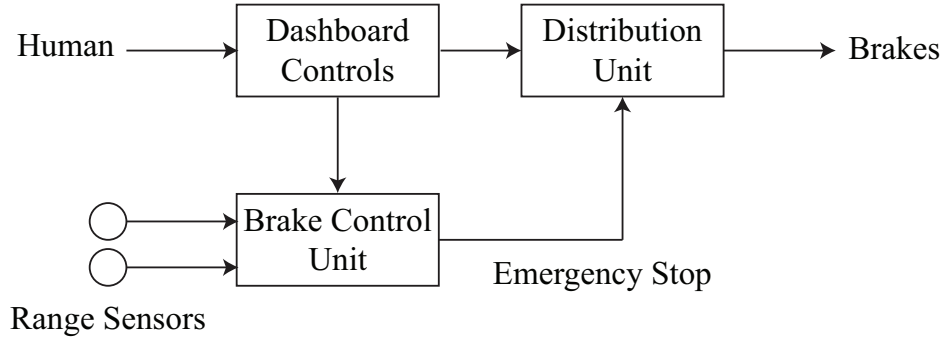 Human
Dashboard
Controls
Distribution
Unit
Brakes
Brake Control
Unit
Emergency Stop
Range Sensors